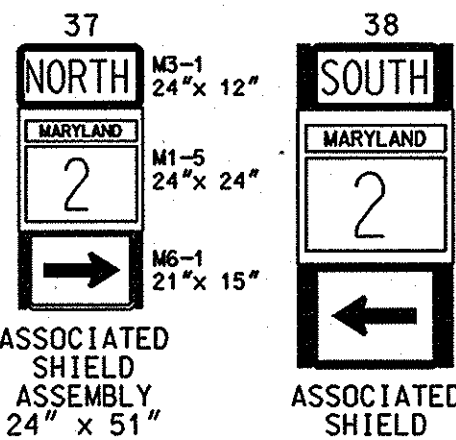 37
NORTH
M3-1
24"x 12"
MARYLAND
2
M1-5
24"x 24"
M6-1
21"x 15"
ASSOCIATED
SHIELD
ASSEMBLY
24" x 51"
38
SOUTH
MARYLAND
2
ASSOCIATED
SHIELD